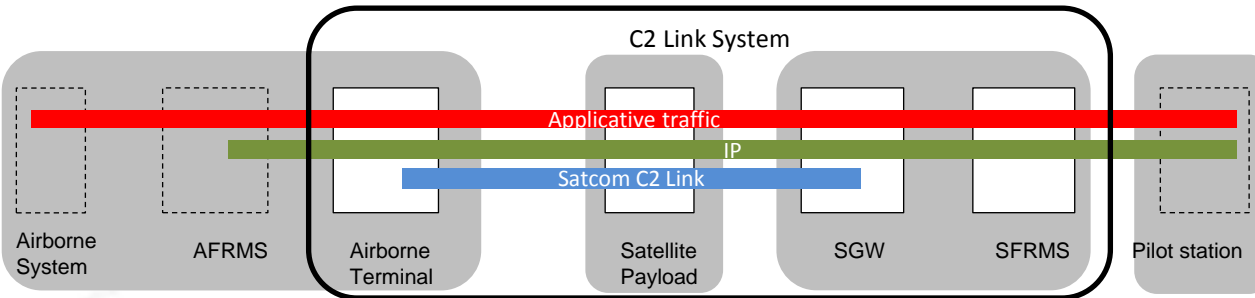 C2 Link System
Applicative traffic
IP
Satcom C2 Link
Airborne
System
AFRMS
Airborne
Terminal
Satellite
Payload
SGW
SFRMS
Pilot station